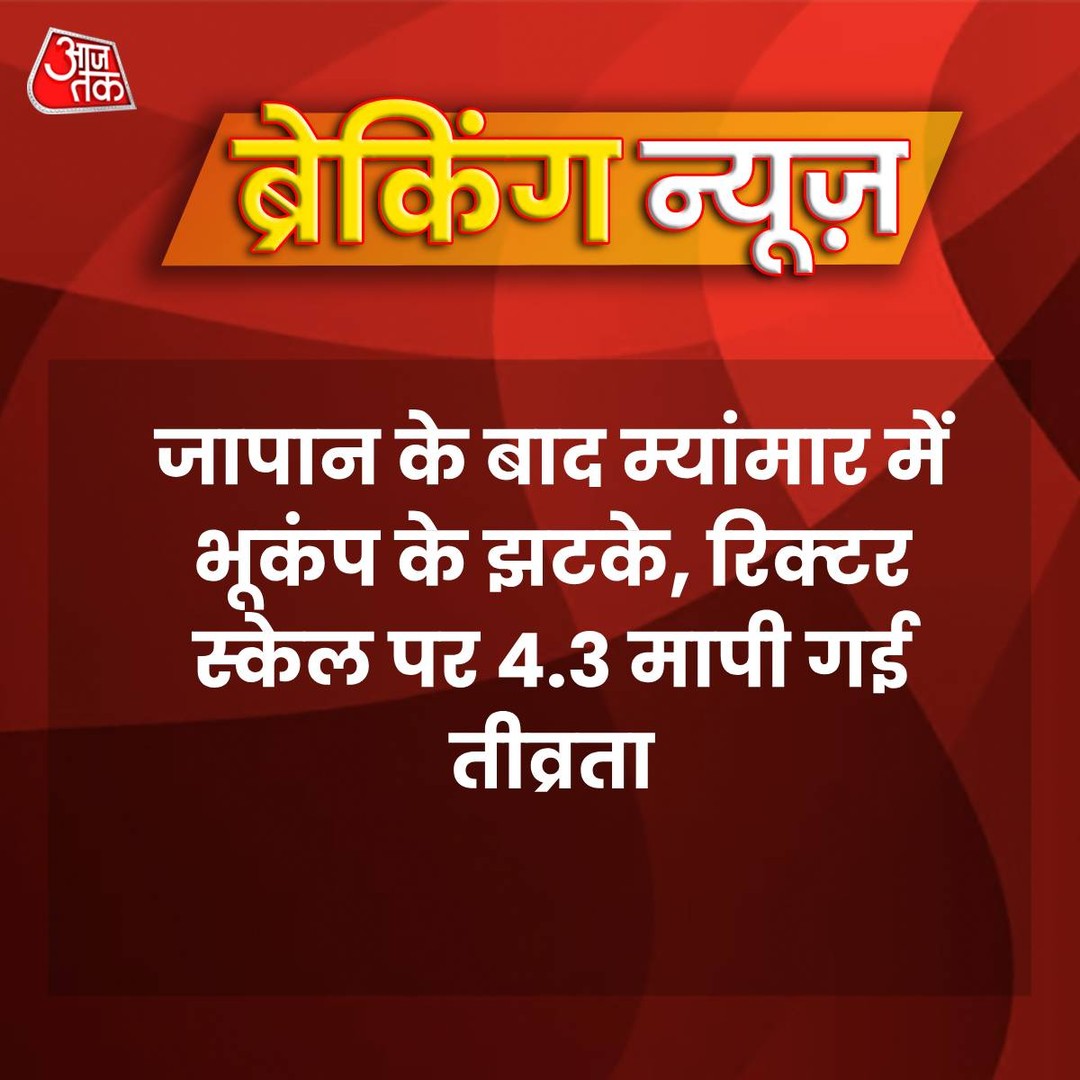 आज
तक
ब्रेकिंग न्यूज़
जापान के बाद म्यांमार में
भूकंप के झटके, रिक्टर
स्केल पर 4.3 मापी गई
तीव्रता